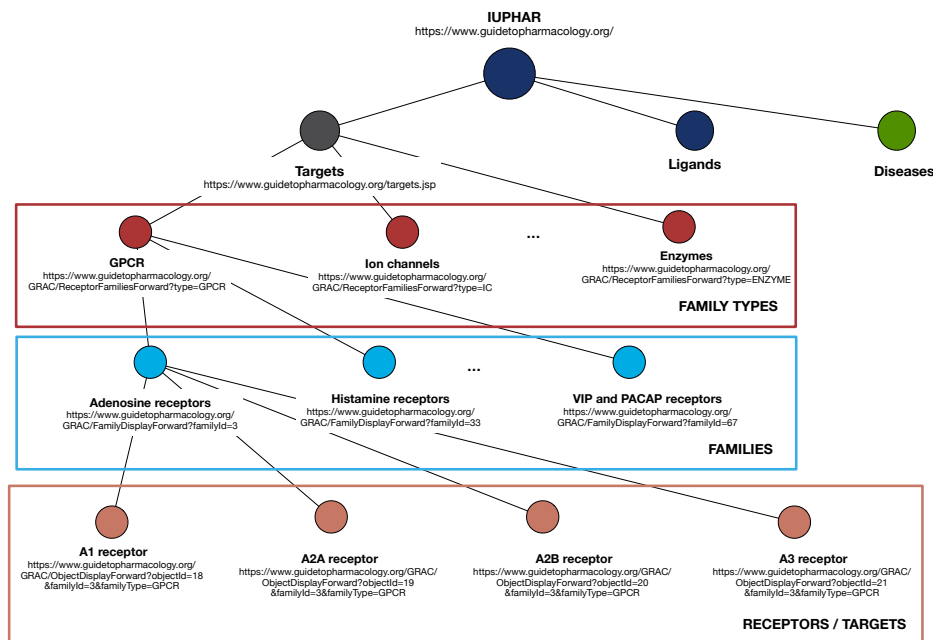 IUPHAR
https://www.guidetopharmacology.org/
Ligands
Diseases
Targets
https://www.guidetopharmacology.org/targets.jsp
...
GPCR
https://www.guidetopharmacology.org/
GRAC/ReceptorFamiliesForward?type=GPCR
Ion channels
https://www.guidetopharmacology.org/
GRAC/ReceptorFamiliesForward?type=IC
Enzymes
https://www.guidetopharmacology.org/
GRAC/ReceptorFamiliesForward?type=ENZYME
FAMILY TYPES
...
Adenosine receptors
https://www.guidetopharmacology.org/
GRAC/FamilyDisplayForward?familyId=3
Histamine receptors
https://www.guidetopharmacology.org/
GRAC/FamilyDisplayForward?familyId=33
VIP and PACAP receptors
https://www.guidetopharmacology.org/
GRAC/FamilyDisplayForward?familyId=67
FAMILIES
A1 receptor
https://www.guidetopharmacology.org/
GRAC/ObjectDisplayForward?objectId=18
&familyId=3&familyType=GPCR
A2A receptor
https://www.guidetopharmacology.org/GRAC/
ObjectDisplayForward?objectId=19
&familyId=3&familyType=GPCR
A2B receptor
https://www.guidetopharmacology.org/GRAC/
ObjectDisplayForward?objectId=20
&familyId=3&familyType=GPCR
A3 receptor
https://www.guidetopharmacology.org/GRAC/
ObjectDisplayForward?objectId=21
&familyId=3&familyType=GPCR
RECEPTORS / TARGETS